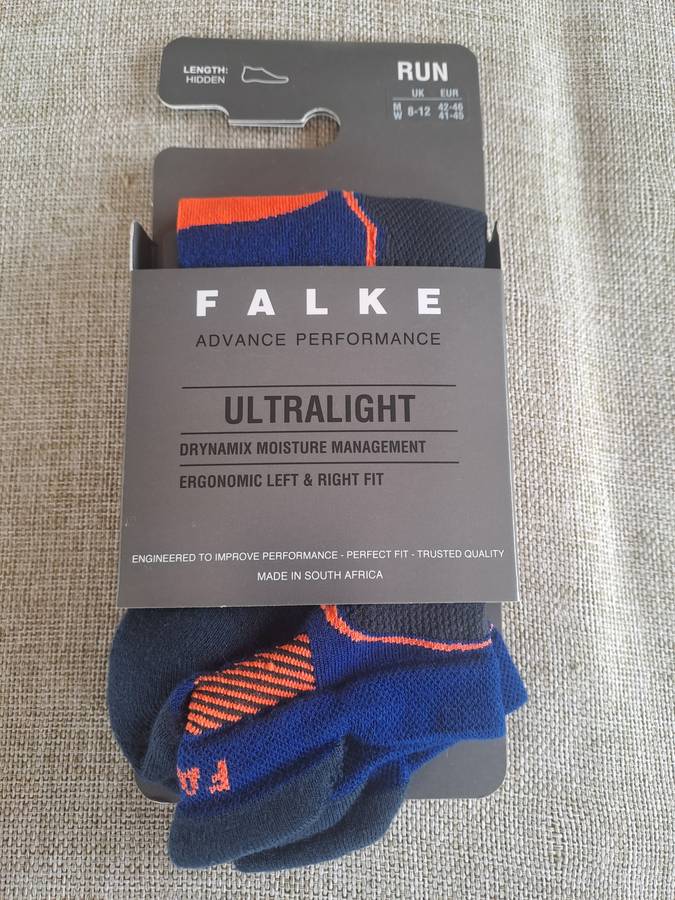 LENGTH:
HIDDEN
RUN
UK EUR
M 8-12 42-46
W 41-45
FALKE
ADVANCE PERFORMANCE
ULTRALIGHT
DRYNAMIX MOISTURE MANAGEMENT
ERGONOMIC LEFT & RIGHT FIT
ENGINEERED TO IMPROVE PERFORMANCE - PERFECT FIT - TRUSTED QUALITY
MADE IN SOUTH AFRICA